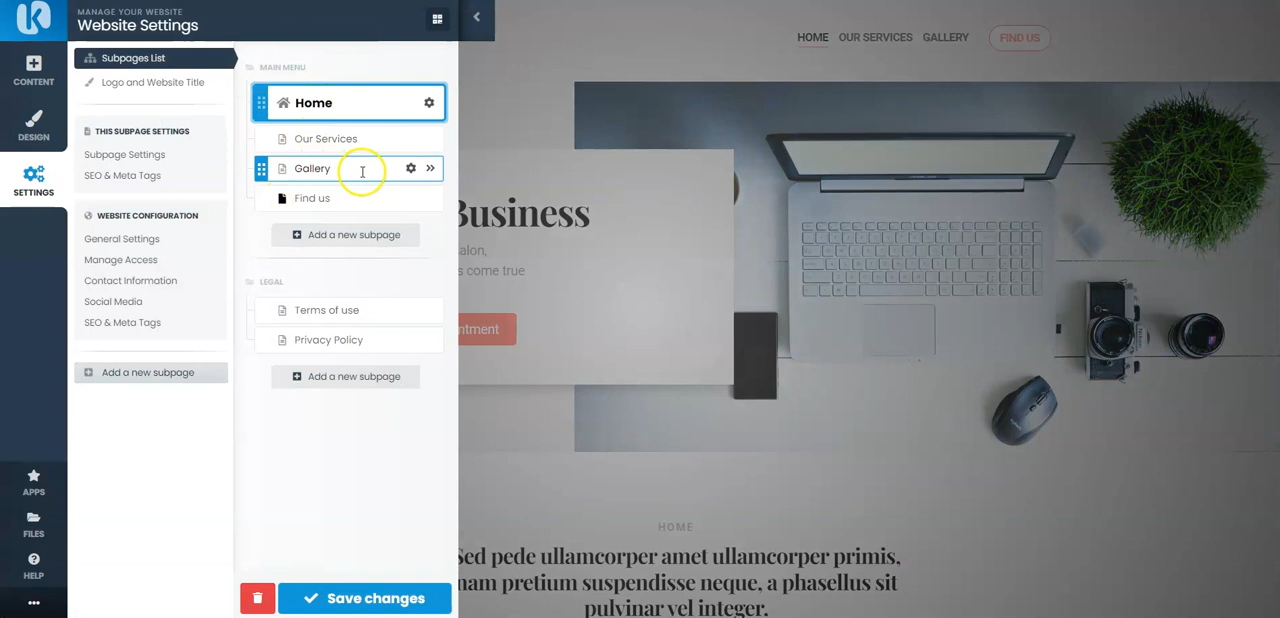 MANAGE YOUR WEBSITE
Website Settings
CONTENT
DESIGN
SETTINGS
APPS
FILES
HELP
Subpages List
Logo and Website Title
THIS SUBPAGE SETTINGS
Subpage Settings
SEO & Meta Tags
WEBSITE CONFIGURATION
General Settings
Manage Access
Contact Information
Social Media
SEO & Meta Tags
Add a new subpage
MAIN MENU
Home
Our Services
Gallery
Find us
Add a new subpage
LEGAL
Terms of use
Privacy Policy
Add a new subpage
Save changes
HOME OUR SERVICES GALLERY FIND US
Business
salon,
s come true
ntment
HOME
Sed pede ullamcorper amet ullamcorper primis,
nam pretium suspendisse neque, a phasellus sit
pulvinar vel integer.